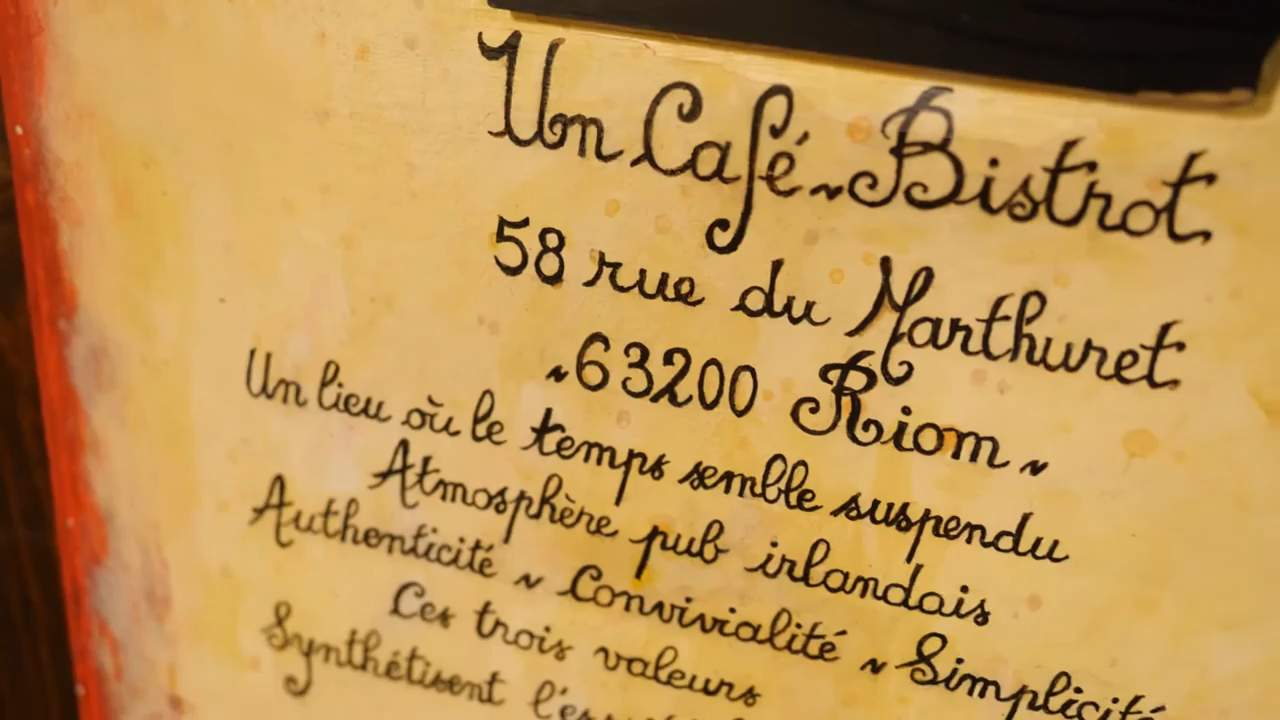 Un Café~Bistrot
58 rue du Marthuret
~63200 Riom~
Un lieu où le temps semble suspendu
Atmosphère pub irlandais
Authenticité ~ Convivialité ~ Simplicité
Ces trois valeurs
Synthétisent